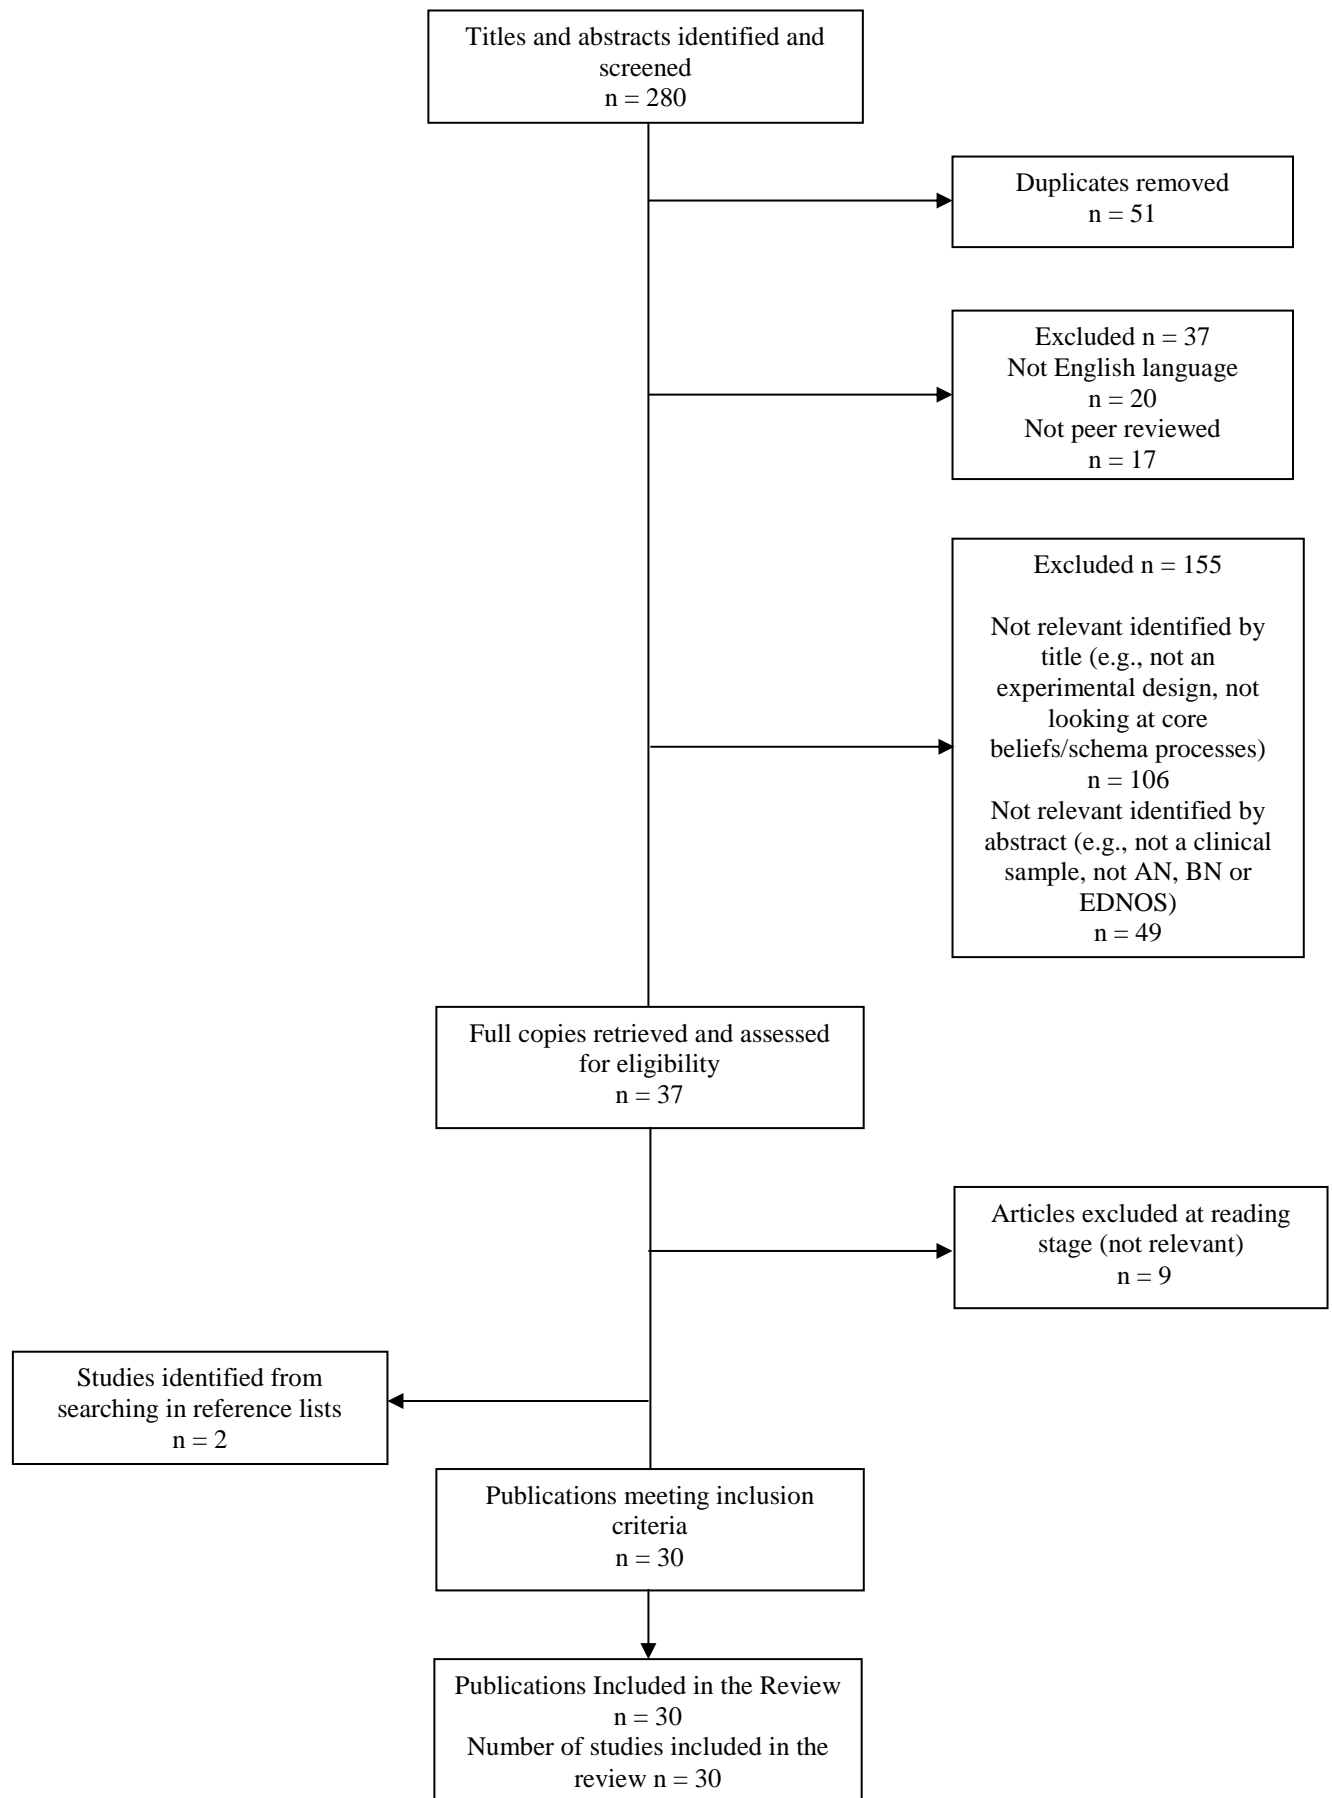 Titles and abstracts identified and
screened
n = 280
Duplicates removed
n = 51
Excluded n = 37
Not English language
n = 20
Not peer reviewed
n = 17
Excluded n = 155
Not relevant identified by
title (e.g., not an
experimental design, not
looking at core
beliefs/schema processes)
n = 106
Not relevant identified by
abstract (e.g., not a clinical
sample, not AN, BN or
EDNOS)
n = 49
Full copies retrieved and assessed
for eligibility
n = 37
Articles excluded at reading
stage (not relevant)
n = 9
Studies identified from
searching in reference lists
n = 2
Publications meeting inclusion
criteria
n = 30
Publications Included in the Review
n = 30
Number of studies included in the
review n = 30